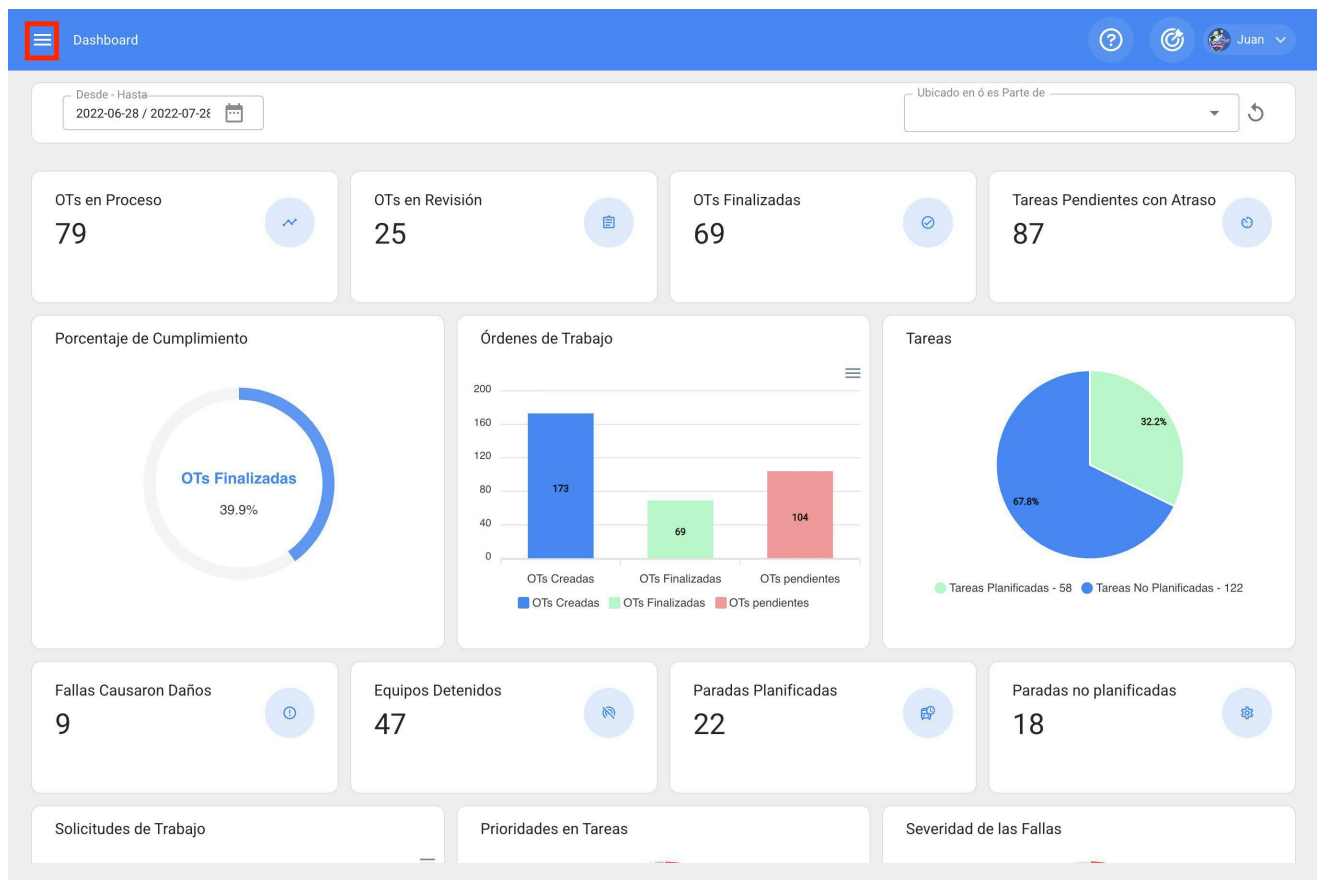 Dashboard
Juan
Desde - Hasta
2022-06-28 / 2022-07-28
Ubicado en ó es Parte de
OTs en Proceso
79
OTs en Revisión
25
OTs Finalizadas
69
Tareas Pendientes con Atraso
87
Porcentaje de Cumplimiento
OTs Finalizadas
39.9%
Órdenes de Trabajo
200
160
120
80
40
0
173
69
104
OTs Creadas OTs Finalizadas OTs pendientes
OTs Creadas OTs Finalizadas OTs pendientes
Tareas
32.2%
67.8%
Tareas Planificadas - 58 Tareas No Planificadas - 122
Fallas Causaron Daños
9
Equipos Detenidos
47
Paradas Planificadas
22
Paradas no planificadas
18
Solicitudes de Trabajo
Prioridades en Tareas
Severidad de las Fallas